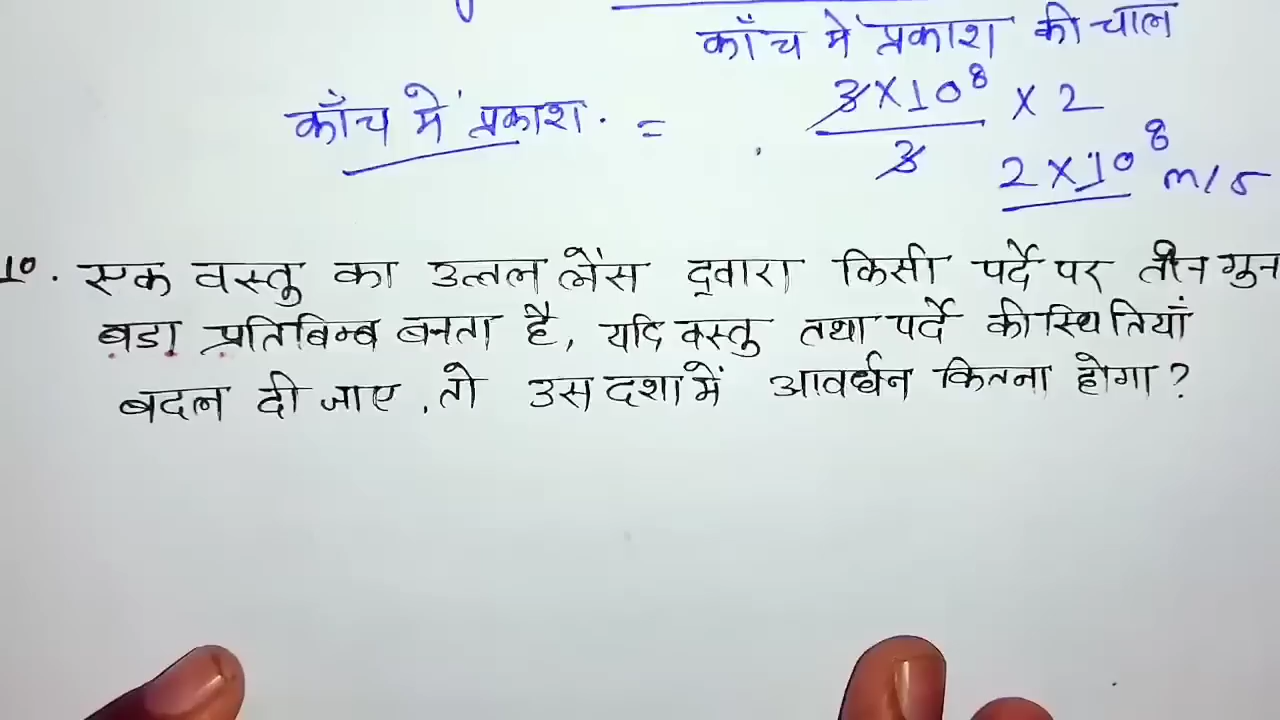 काँच में प्रकाश की चाल
काँच में प्रकाश. = 3×10⁸ × 2
3
2×10⁸ m/s
10. एक वस्तु का उत्तल लैंस द्वारा किसी पर्दे पर तीन गुन
बडा प्रतिबिम्ब बनता है, यदि वस्तु तथा पर्दे की स्थितियाँ
बदल दी जाए, तो उस दशा में आवर्धन कितना होगा?